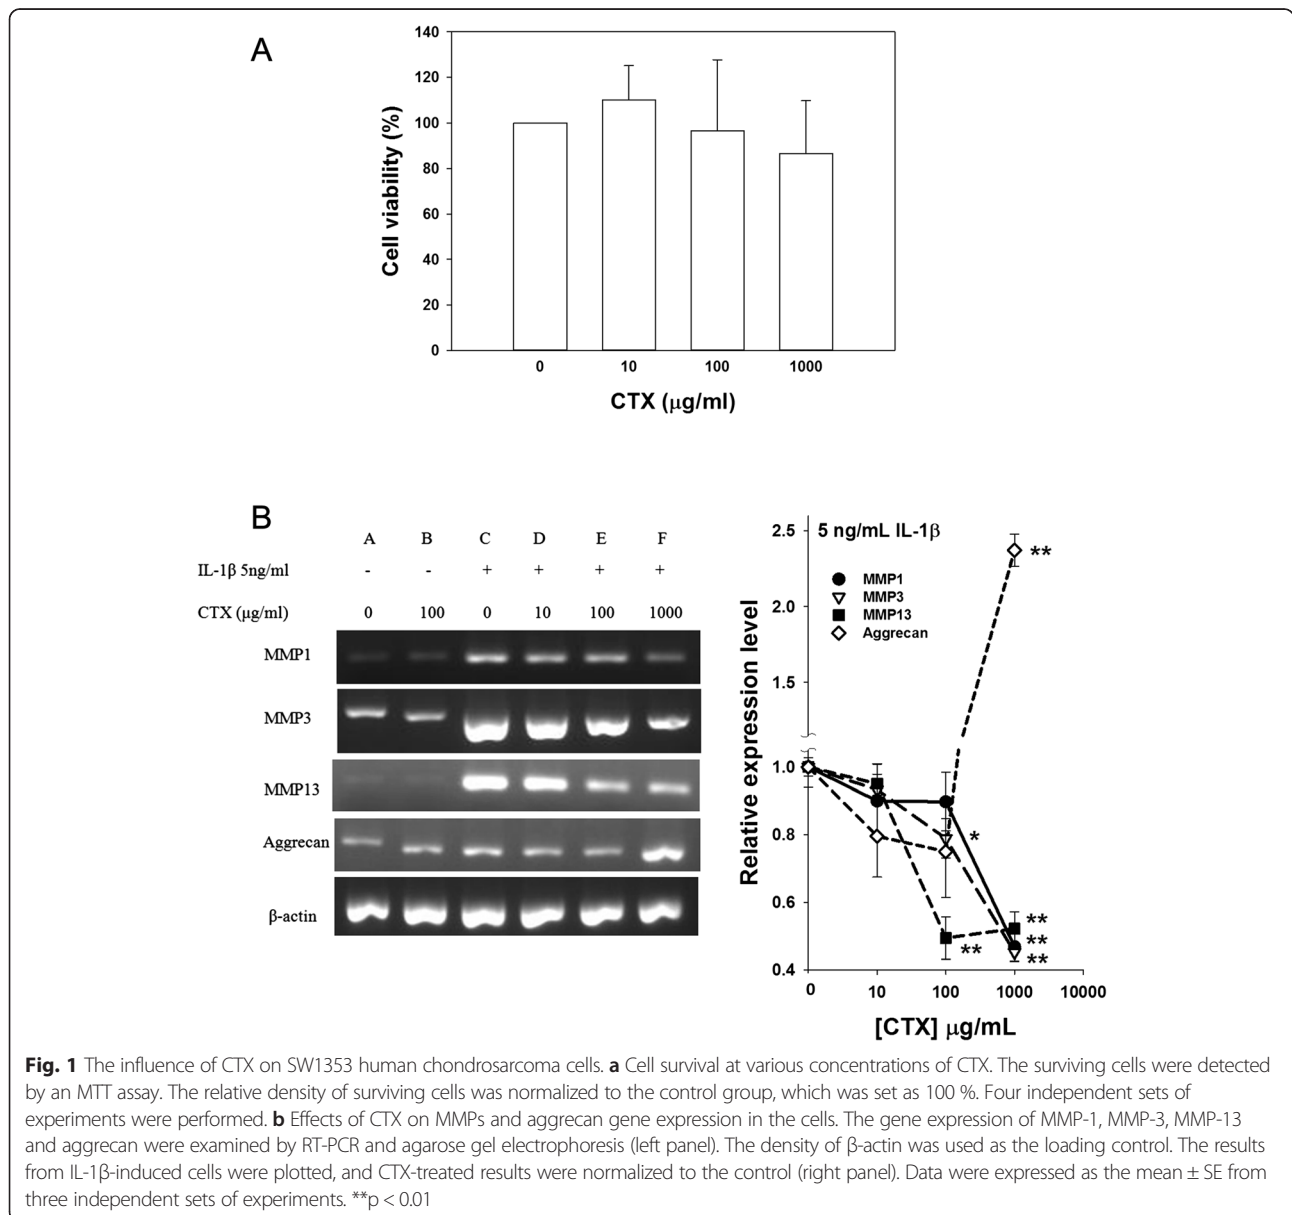 A
140
120
100
80
60
40
20
0
Cell viability (%)
0 10 100 1000
CTX (μg/ml)
B
A B C D E F
IL-1β 5ng/ml - - + + + +
CTX (μg/ml) 0 100 0 10 100 1000
MMP1
MMP3
MMP13
Aggrecan
β-actin
5 ng/mL IL-1β
MMP1
MMP3
MMP13
Aggrecan
2.5
2.0
1.5
1.0
0.8
0.6
0.4
Relative expression level
**
*
**
**
**
**
0 10 100 1000 10000
[CTX] μg/mL
Fig. 1 The influence of CTX on SW1353 human chondrosarcoma cells. a Cell survival at various concentrations of CTX. The surviving cells were detected
by an MTT assay. The relative density of surviving cells was normalized to the control group, which was set as 100 %. Four independent sets of
experiments were performed. b Effects of CTX on MMPs and aggrecan gene expression in the cells. The gene expression of MMP-1, MMP-3, MMP-13
and aggrecan were examined by RT-PCR and agarose gel electrophoresis (left panel). The density of β-actin was used as the loading control. The results
from IL-1β-induced cells were plotted, and CTX-treated results were normalized to the control (right panel). Data were expressed as the mean ± SE from
three independent sets of experiments. **p < 0.01